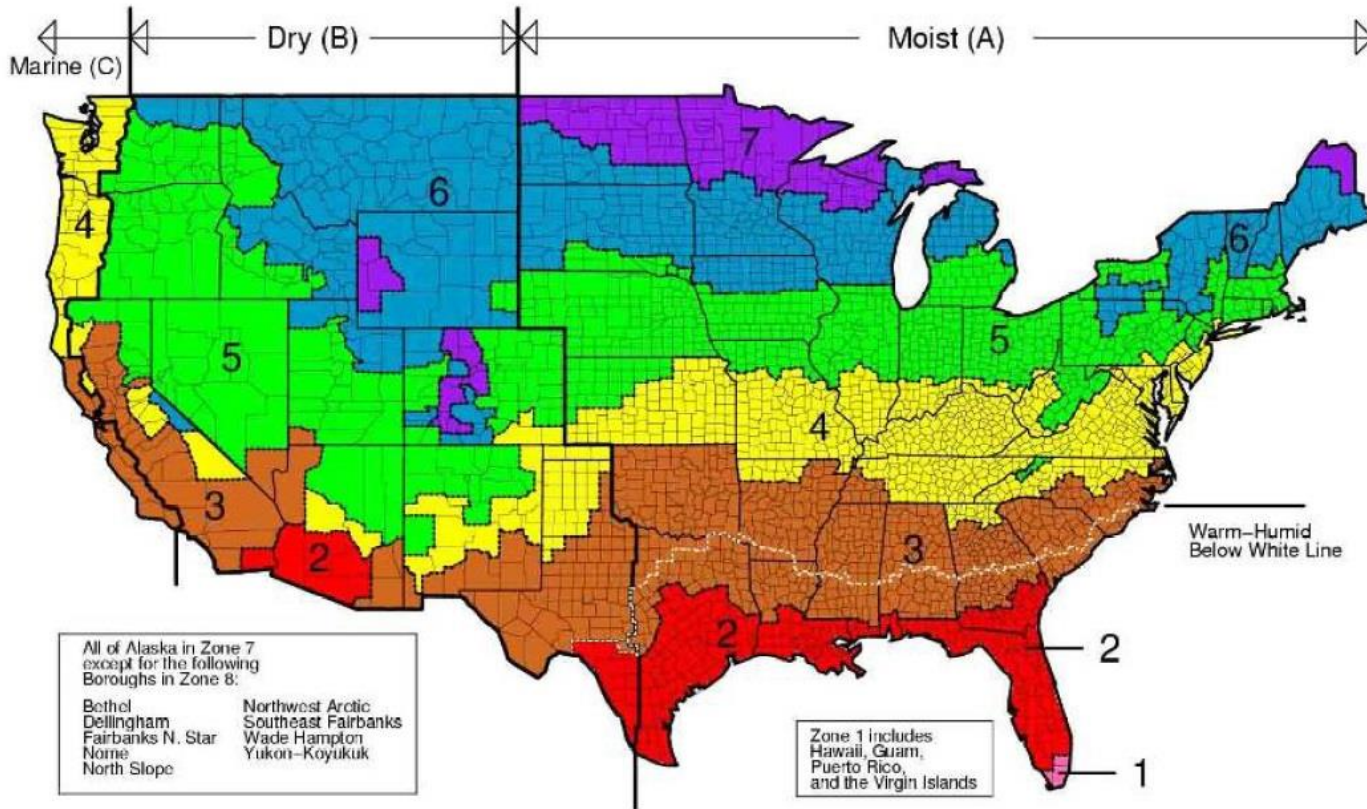 Marine (C)
Dry (B)
Moist (A)
7
6
6
4
5
5
4
3
3
2
2
2
1
Warm-Humid
Below White Line
All of Alaska in Zone 7
except for the following
Boroughs in Zone 8:
Bethel
Dellingham
Fairbanks N. Star
Nome
North Slope
Northwest Arctic
Southeast Fairbanks
Wade Hampton
Yukon-Koyukuk
Zone 1 includes
Hawaii, Guam,
Puerto Rico,
and the Virgin Islands